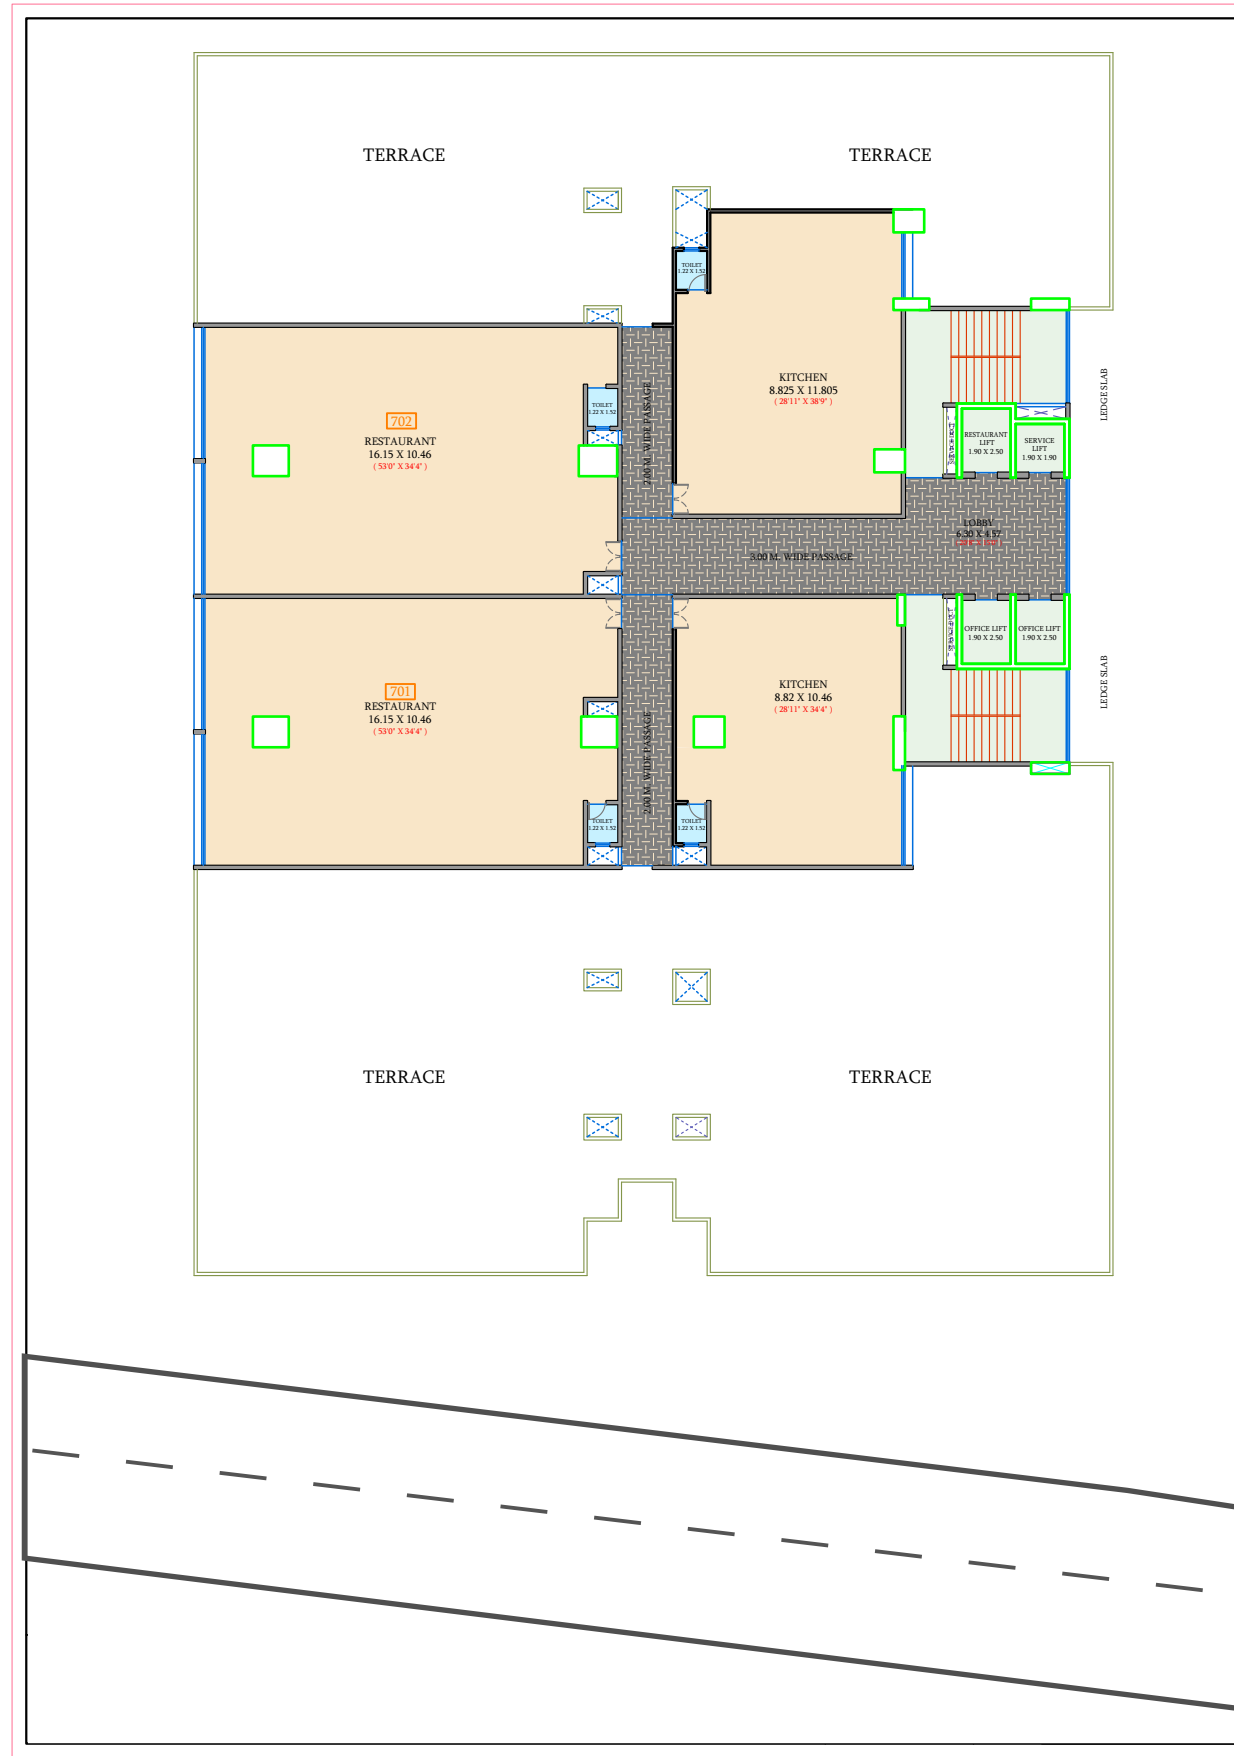 TERRACE
TERRACE
TOILET
1.22 X 1.52
KITCHEN
8.825 X 11.805
( 28'11" X 38'9" )
LEDGE SLAB
702
RESTAURANT
16.15 X 10.46
( 53'0" X 34'4" )
TOILET
1.22 X 1.52
2.00 M. WIDE PASSAGE
RESTAURANT
LIFT
1.90 X 2.50
SERVICE
LIFT
1.90 X 1.90
LOBBY
6.30 X 4.57
3.00 M. WIDE PASSAGE
OFFICE LIFT
1.90 X 2.50
OFFICE LIFT
1.90 X 2.50
LEDGE SLAB
701
RESTAURANT
16.15 X 10.46
( 53'0" X 34'4" )
2.00 M. WIDE PASSAGE
KITCHEN
8.82 X 10.46
( 28'11" X 34'4" )
TOILET
1.22 X 1.52
TOILET
1.22 X 1.52
TERRACE
TERRACE